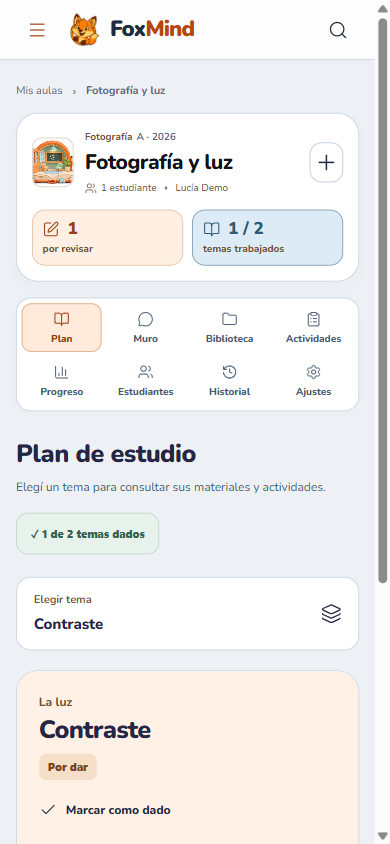 FoxMind
Mis aulas › Fotografía y luz
Fotografía A · 2026
Fotografía y luz
1 estudiante • Lucía Demo
1
por revisar
1 / 2
temas trabajados
Plan
Muro
Biblioteca
Actividades
Progreso
Estudiantes
Historial
Ajustes
Plan de estudio
Elegí un tema para consultar sus materiales y actividades.
✓ 1 de 2 temas dados
Elegir tema
Contraste
La luz
Contraste
Por dar
Marcar como dado